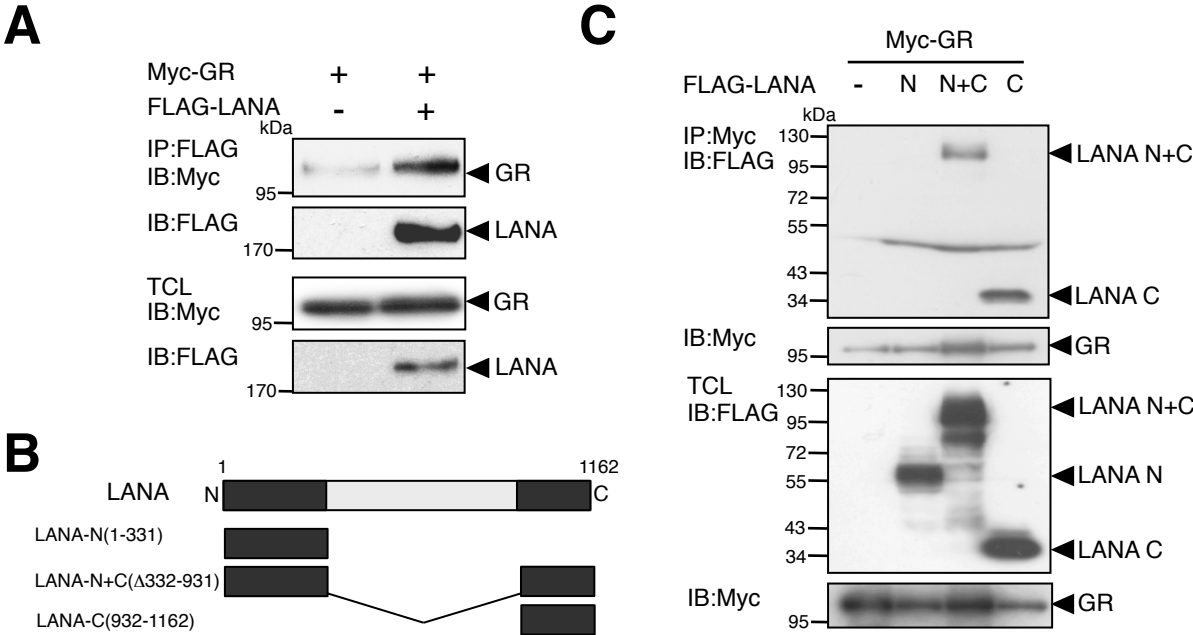 A
Myc-GR + +
FLAG-LANA - +
kDa
IP:FLAG
IB:Myc
95
GR
IB:FLAG
170
LANA
TCL
IB:Myc
95
GR
IB:FLAG
170
LANA
B
1 1162
LANA N C
LANA-N(1-331)
LANA-N+C(Δ332-931)
LANA-C(932-1162)
C
Myc-GR
FLAG-LANA - N N+C C
kDa
IP:Myc
IB:FLAG
130
95
72
55
43
34
LANA N+C
LANA C
IB:Myc
95
GR
TCL
IB:FLAG
130
95
72
55
43
34
LANA N+C
LANA N
LANA C
IB:Myc
95
GR